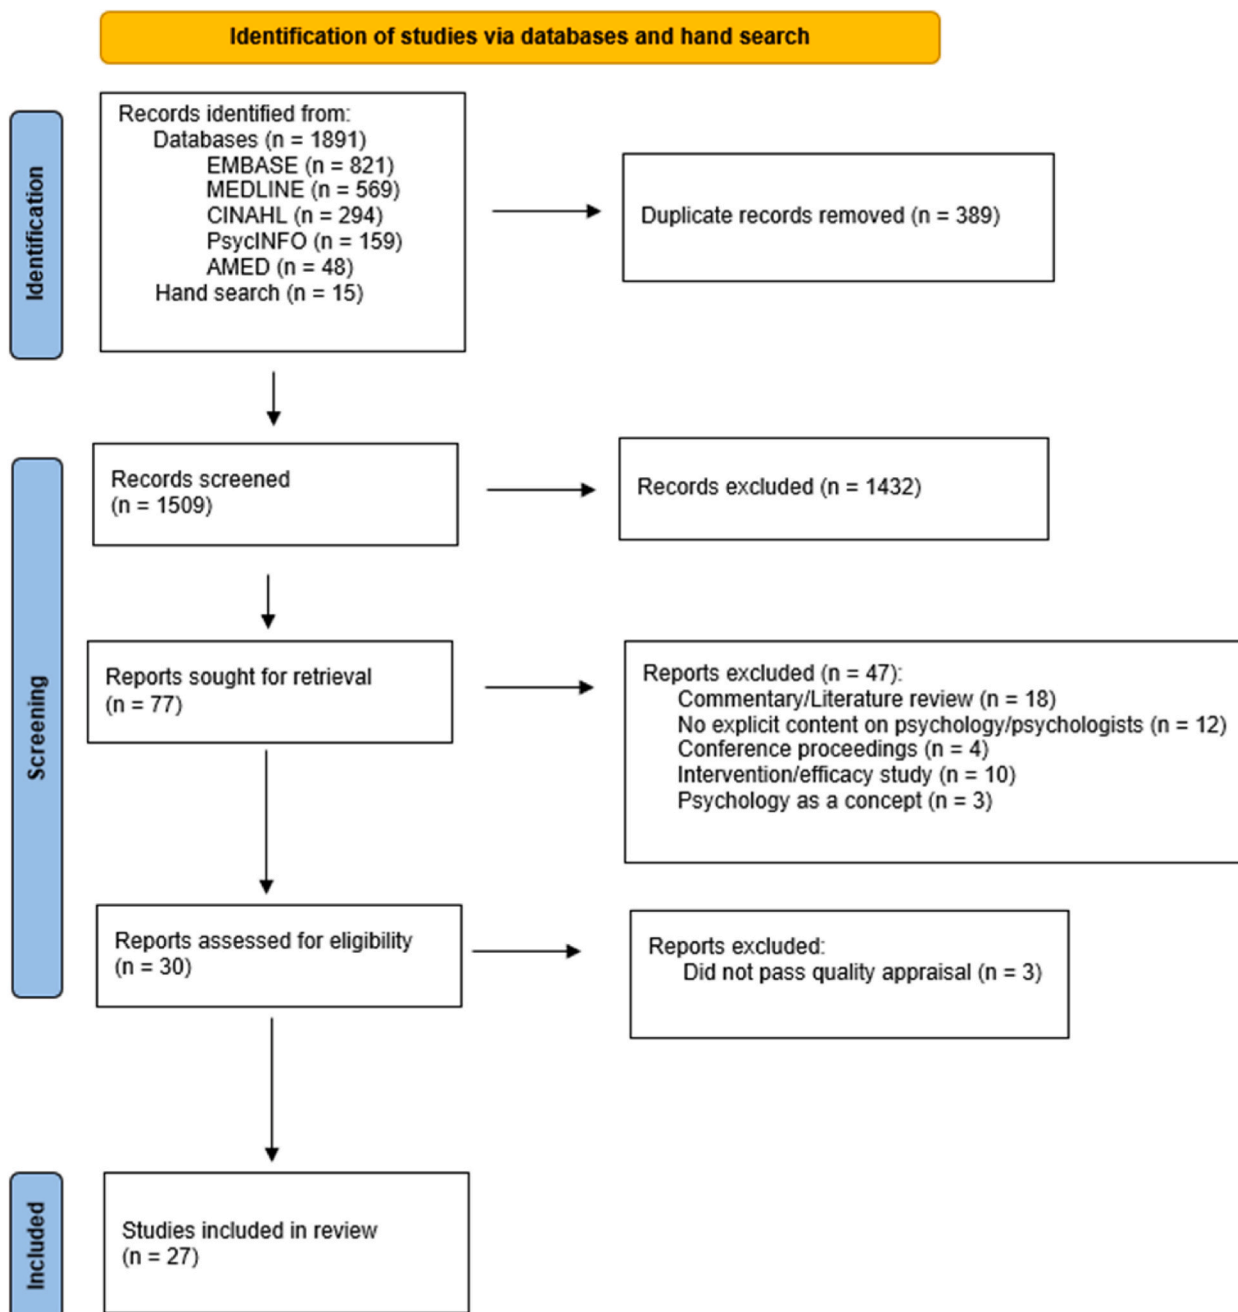 Identification of studies via databases and hand search
Identification
Records identified from:
Databases (n = 1891)
EMBASE (n = 821)
MEDLINE (n = 569)
CINAHL (n = 294)
PsycINFO (n = 159)
AMED (n = 48)
Hand search (n = 15)
Duplicate records removed (n = 389)
Screening
Records screened
(n = 1509)
Records excluded (n = 1432)
Reports sought for retrieval
(n = 77)
Reports excluded (n = 47):
Commentary/Literature review (n = 18)
No explicit content on psychology/psychologists (n = 12)
Conference proceedings (n = 4)
Intervention/efficacy study (n = 10)
Psychology as a concept (n = 3)
Reports assessed for eligibility
(n = 30)
Reports excluded:
Did not pass quality appraisal (n = 3)
Included
Studies included in review
(n = 27)